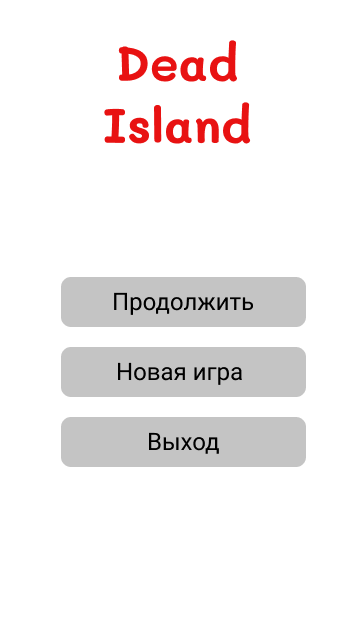 Dead
Island
Продолжить
Новая игра
Выход